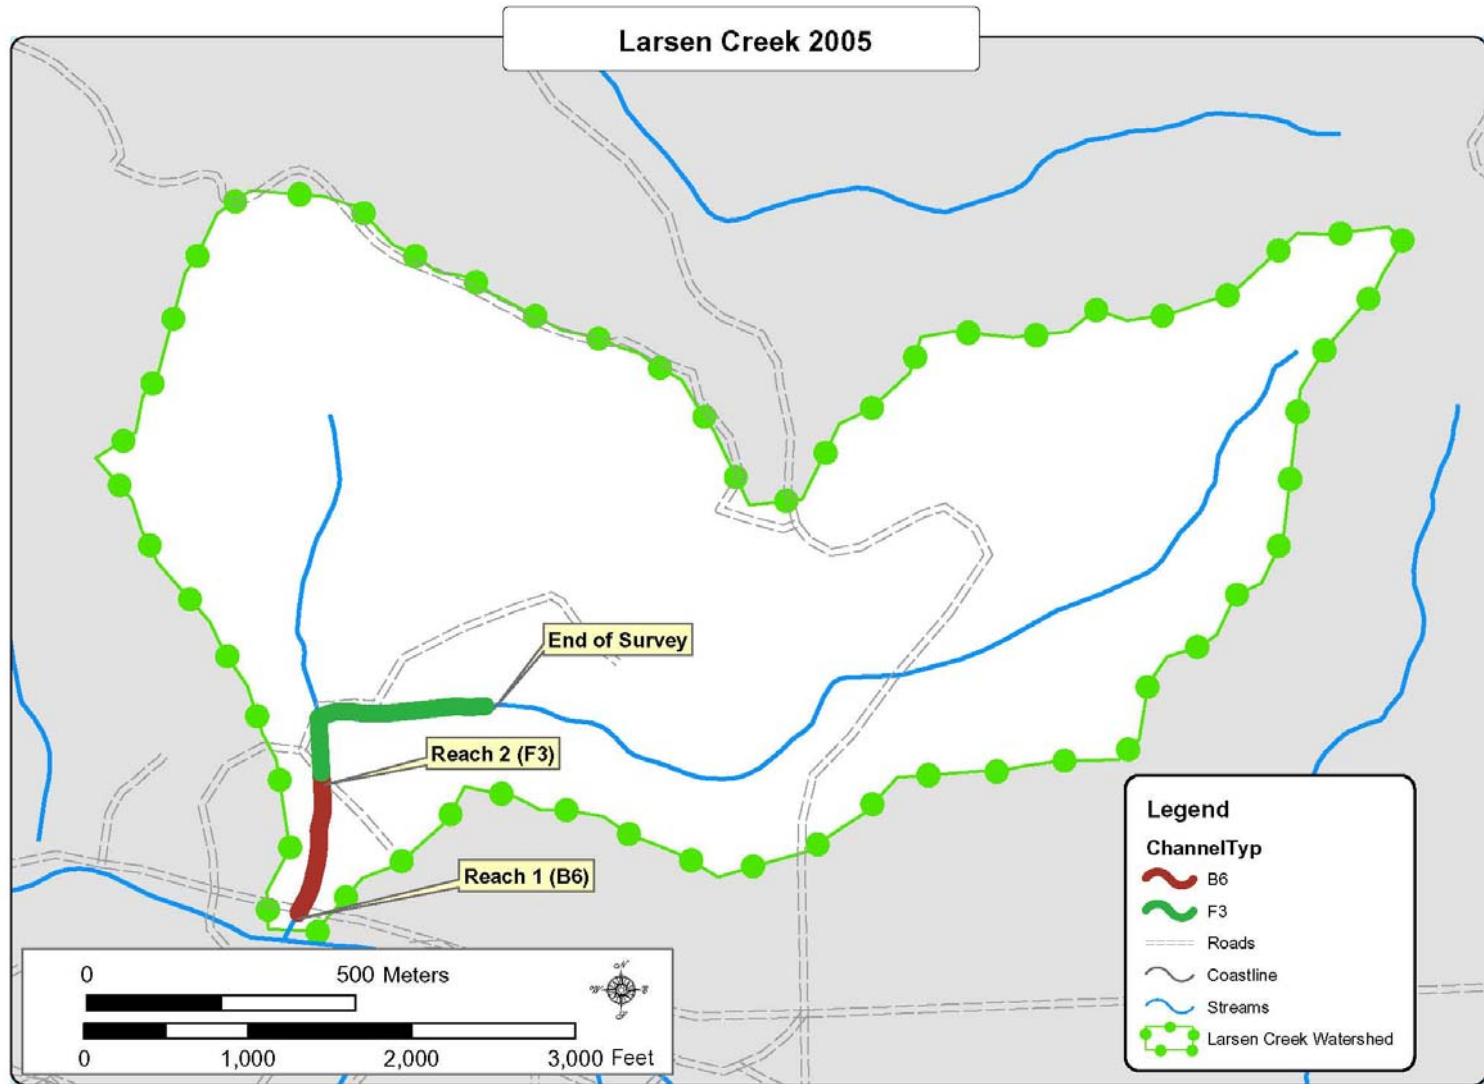 Larsen Creek 2005
End of Survey
Reach 2 (F3)
Reach 1 (B6)
Legend
ChannelTyp
B6
F3
Roads
Coastline
Streams
Larsen Creek Watershed
0 500 Meters
0 1,000 2,000 3,000 Feet
N
W E
S